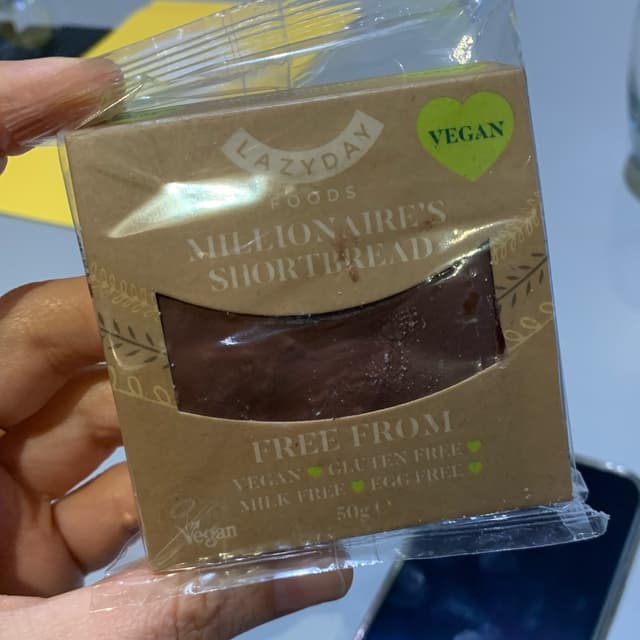 LAZYDAY
FOODS
VEGAN
MILLIONAIRE'S
SHORTBREAD
FREE FROM
VEGAN GLUTEN FREE
MILK FREE EGG FREE
50g ℮
Vegan